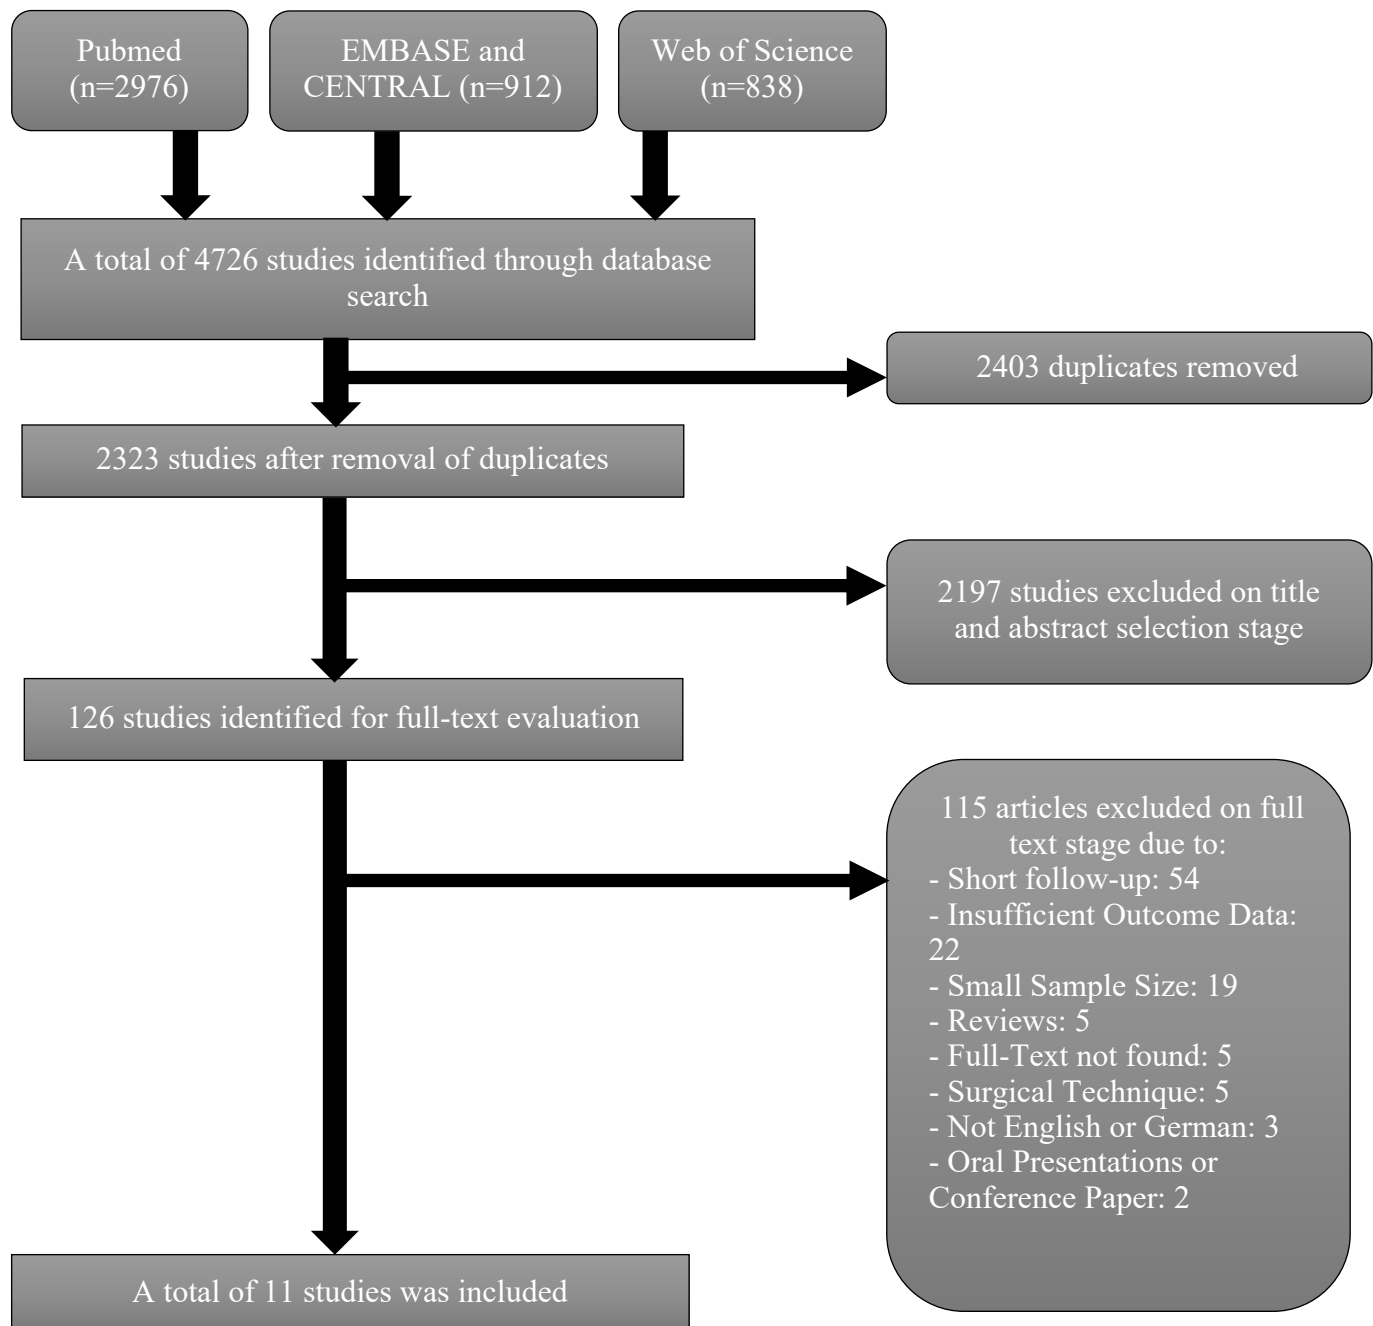 Pubmed
(n=2976)
EMBASE and
CENTRAL (n=912)
Web of Science
(n=838)
A total of 4726 studies identified through database
search
2403 duplicates removed
2323 studies after removal of duplicates
2197 studies excluded on title
and abstract selection stage
126 studies identified for full-text evaluation
115 articles excluded on full
text stage due to:
- Short follow-up: 54
- Insufficient Outcome Data:
22
- Small Sample Size: 19
- Reviews: 5
- Full-Text not found: 5
- Surgical Technique: 5
- Not English or German: 3
- Oral Presentations or
Conference Paper: 2
A total of 11 studies was included